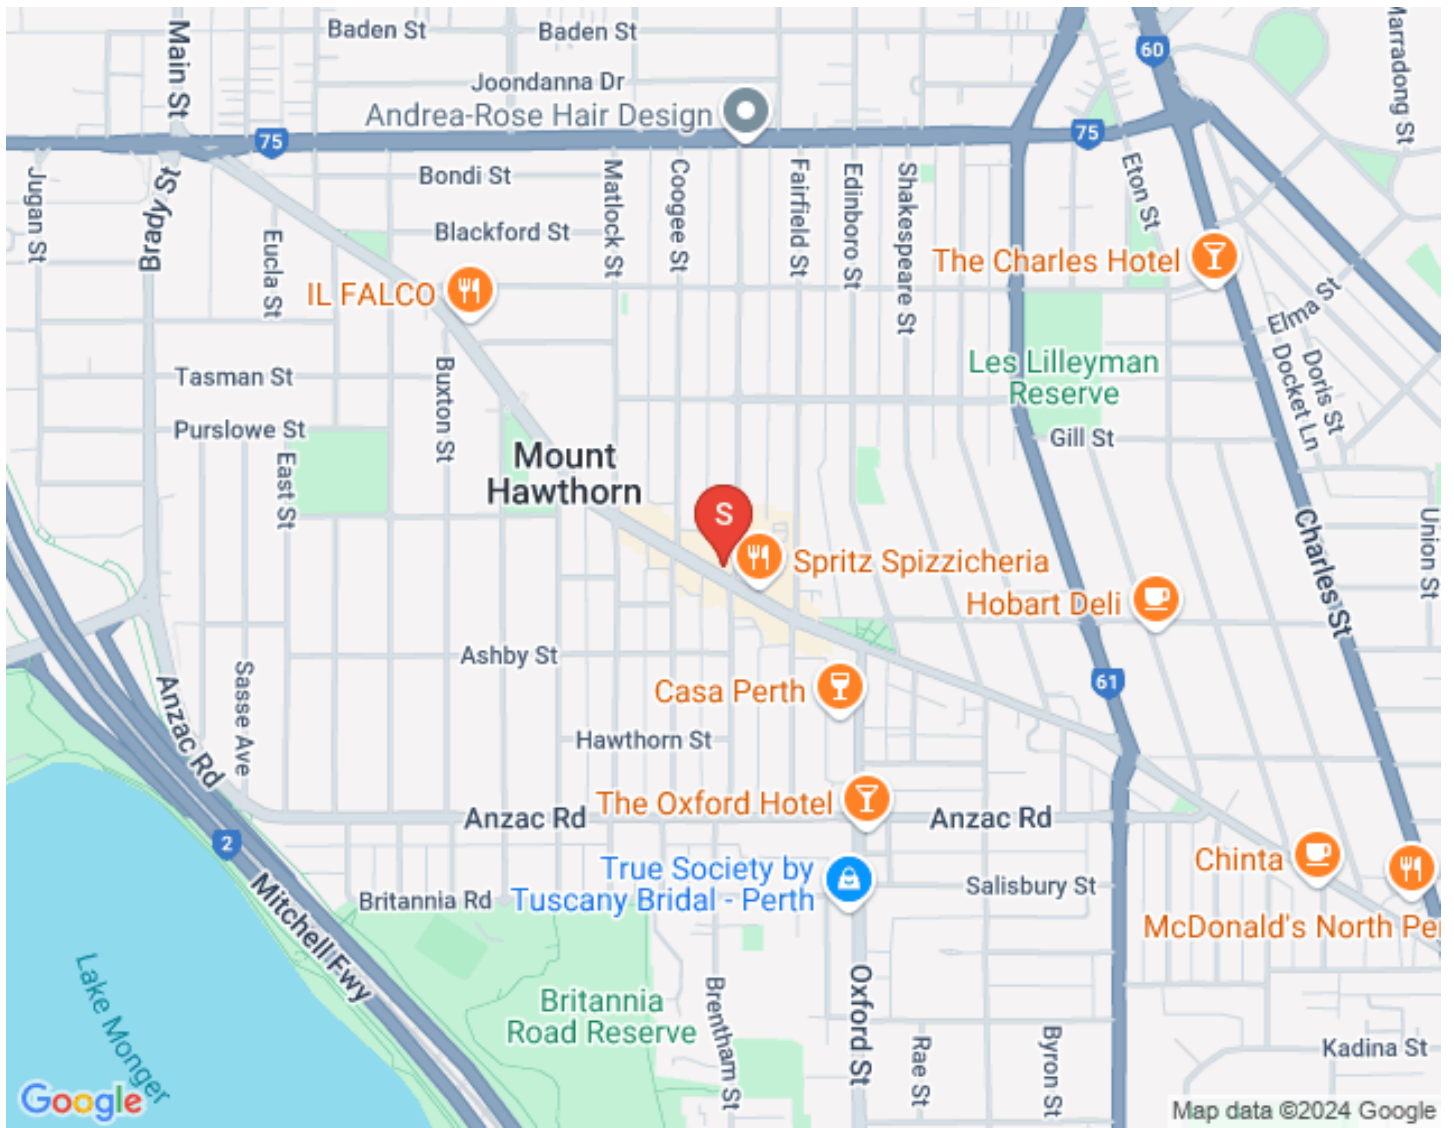 Baden St
Baden St
Main St
60
Marradong St
Joondanna Dr
Andrea-Rose Hair Design
75
75
Bondi St
Jugan St
Brady St
Matlock St
Coogee St
Fairfield St
Edinboro St
Shakespeare St
Eton St
Blackford St
Eucla St
The Charles Hotel
IL FALCO
Elma St
Doris St
Docket Ln
Les Lilleyman
Reserve
Tasman St
Buxton St
Purslowe St
Gill St
East St
Mount
Hawthorn
S
Union St
Charles St
Spritz Spizzicheria
Hobart Deli
Ashby St
Sasse Ave
Anzac Rd
61
Casa Perth
Hawthorn St
The Oxford Hotel
Anzac Rd
Anzac Rd
2
Chinta
True Society by
Tuscany Bridal - Perth
Salisbury St
Britannia Rd
McDonald's North Per
Mitchell Fwy
Lake Monger
Britannia
Road Reserve
Brentham St
Oxford St
Rae St
Byron St
Kadina St
Google
Map data ©2024 Google